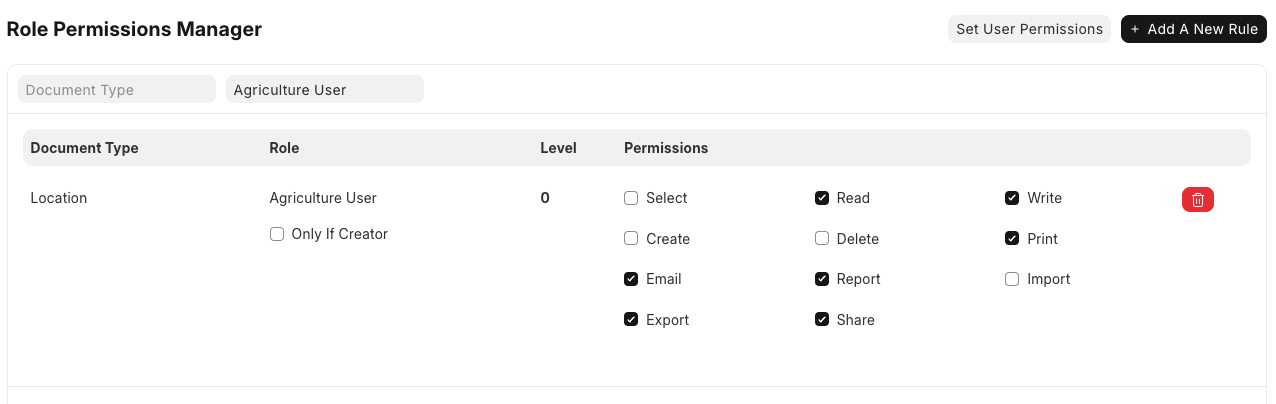 Role Permissions Manager
Set User Permissions
+ Add A New Rule
Document Type
Agriculture User
Document Type Role Level Permissions
Location Agriculture User 0 Select Read Write
Only If Creator
Create Delete Print
Email Report Import
Export Share